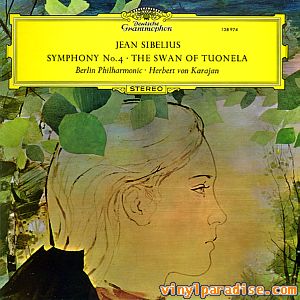 Deutsche
Grammophon
138 974
JEAN SIBELIUS
SYMPHONY No. 4 · THE SWAN OF TUONELA
Berlin Philharmonic · Herbert von Karajan
STEREO
vinylparadise.com